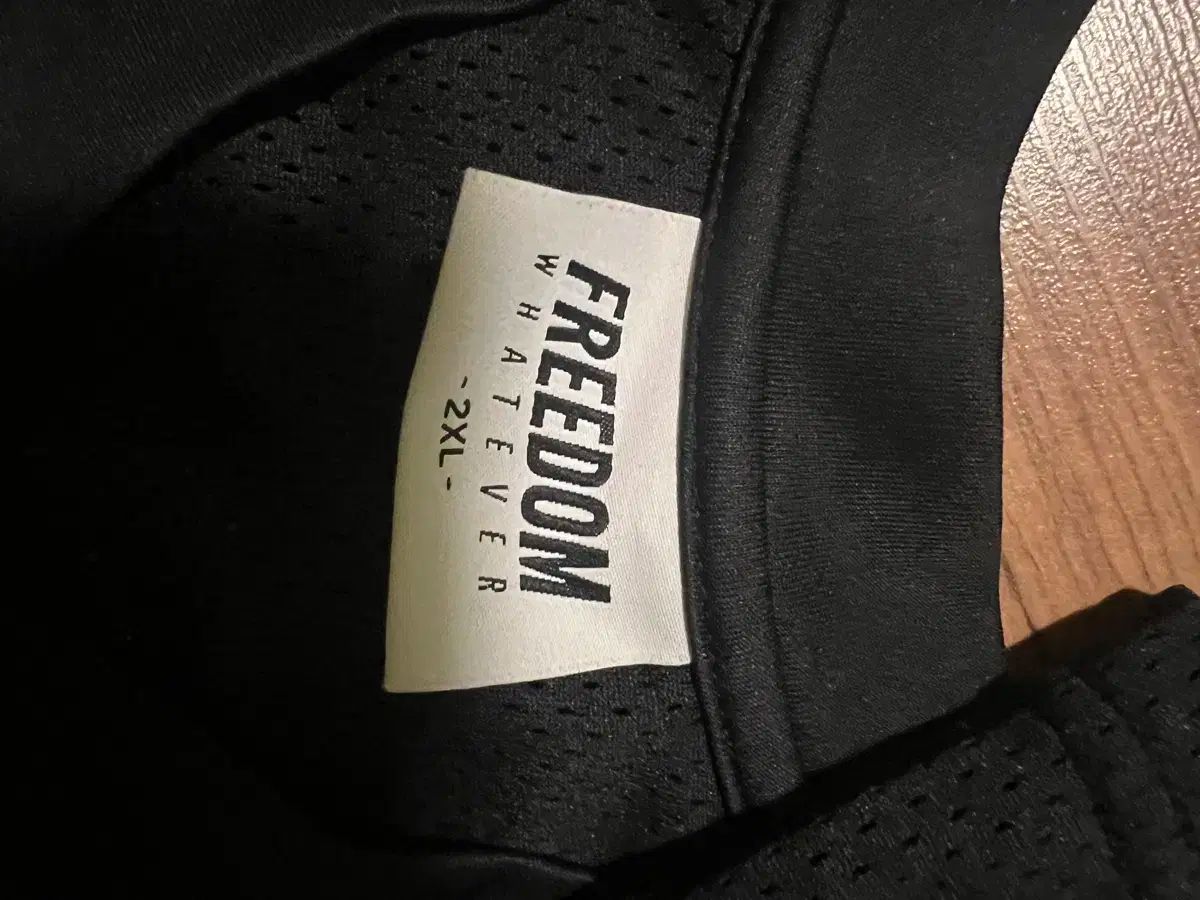 FREEDOM
WHATEVER
- 2XL -